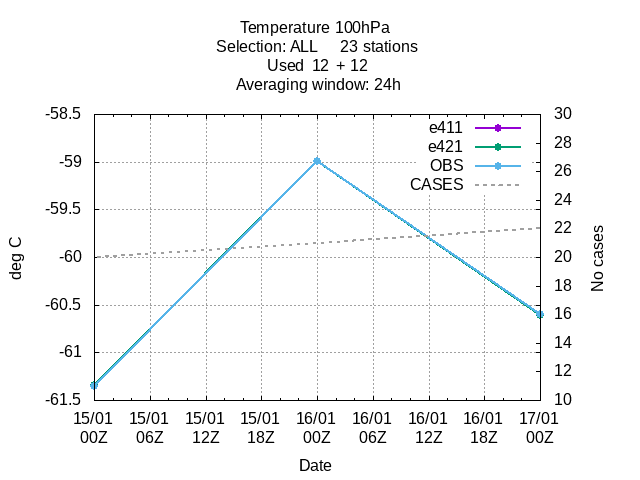 Temperature 100hPa
Selection: ALL     23 stations
Used  12 + 12
Averaging window: 24h
-58.5
-59
-59.5
-60
-60.5
-61
-61.5
deg C
e411
e421
OBS
CASES
30
28
26
24
22
20
18
16
14
12
10
No cases
15/01 15/01 15/01 15/01 16/01 16/01 16/01 16/01 17/01
00Z 06Z 12Z 18Z 00Z 06Z 12Z 18Z 00Z
Date